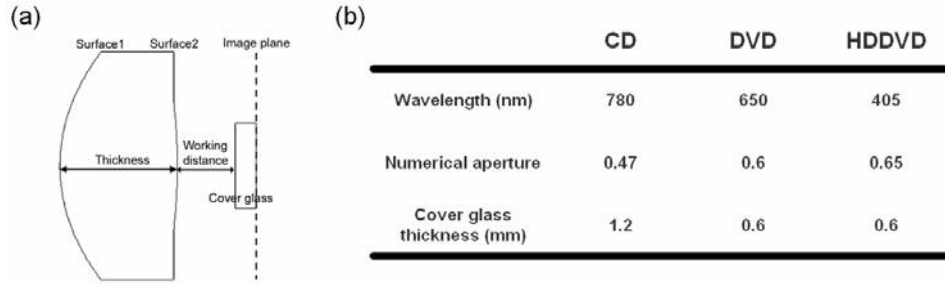 (a)
Surface1 Surface2 Image plane
Working
distance
Thickness
Cover glass
(b)
CD DVD HDDVD
Wavelength (nm) 780 650 405
Numerical aperture 0.47 0.6 0.65
Cover glass
thickness (mm) 1.2 0.6 0.6